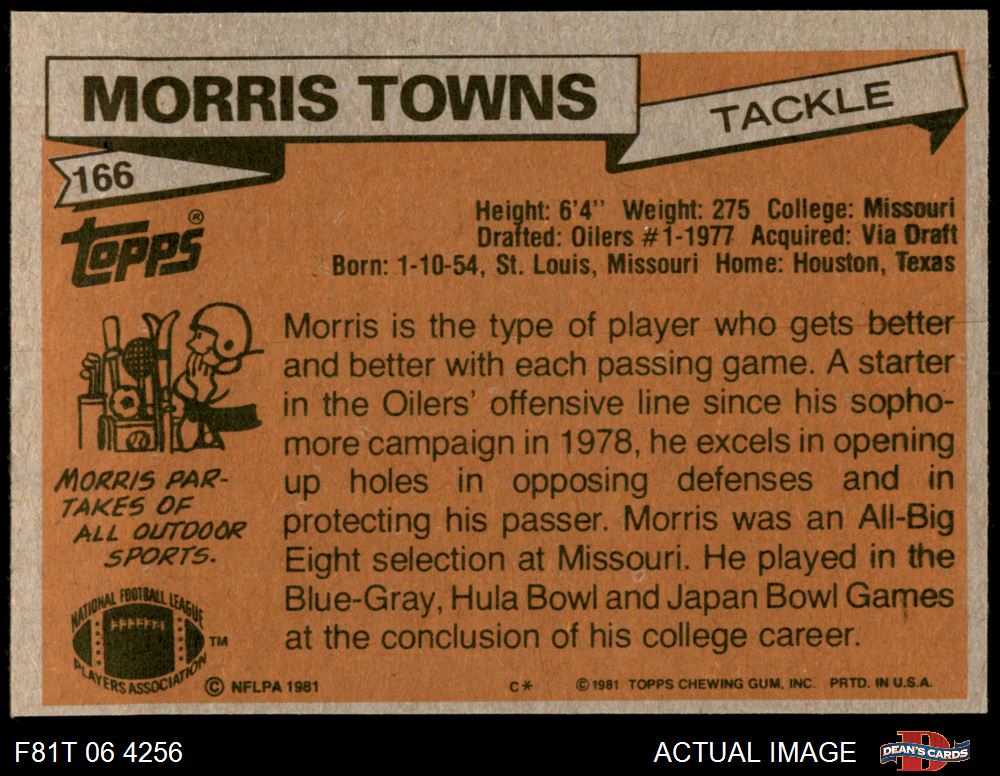 MORRIS TOWNS
TACKLE
166
topps®
Height: 6'4" Weight: 275 College: Missouri
Drafted: Oilers #1-1977 Acquired: Via Draft
Born: 1-10-54, St. Louis, Missouri Home: Houston, Texas
Morris is the type of player who gets better
and better with each passing game. A starter
in the Oilers' offensive line since his sopho-
more campaign in 1978, he excels in opening
up holes in opposing defenses and in
protecting his passer. Morris was an All-Big
Eight selection at Missouri. He played in the
Blue-Gray, Hula Bowl and Japan Bowl Games
at the conclusion of his college career.
MORRIS PAR-
TAKES OF
ALL OUTDOOR
SPORTS.
NATIONAL FOOTBALL LEAGUE
PLAYERS ASSOCIATION
TM
© NFLPA 1981
C*
© 1981 TOPPS CHEWING GUM, INC. PRTD. IN U.S.A.
F81T 06 4256
ACTUAL IMAGE
D
DEAN'S CARDS